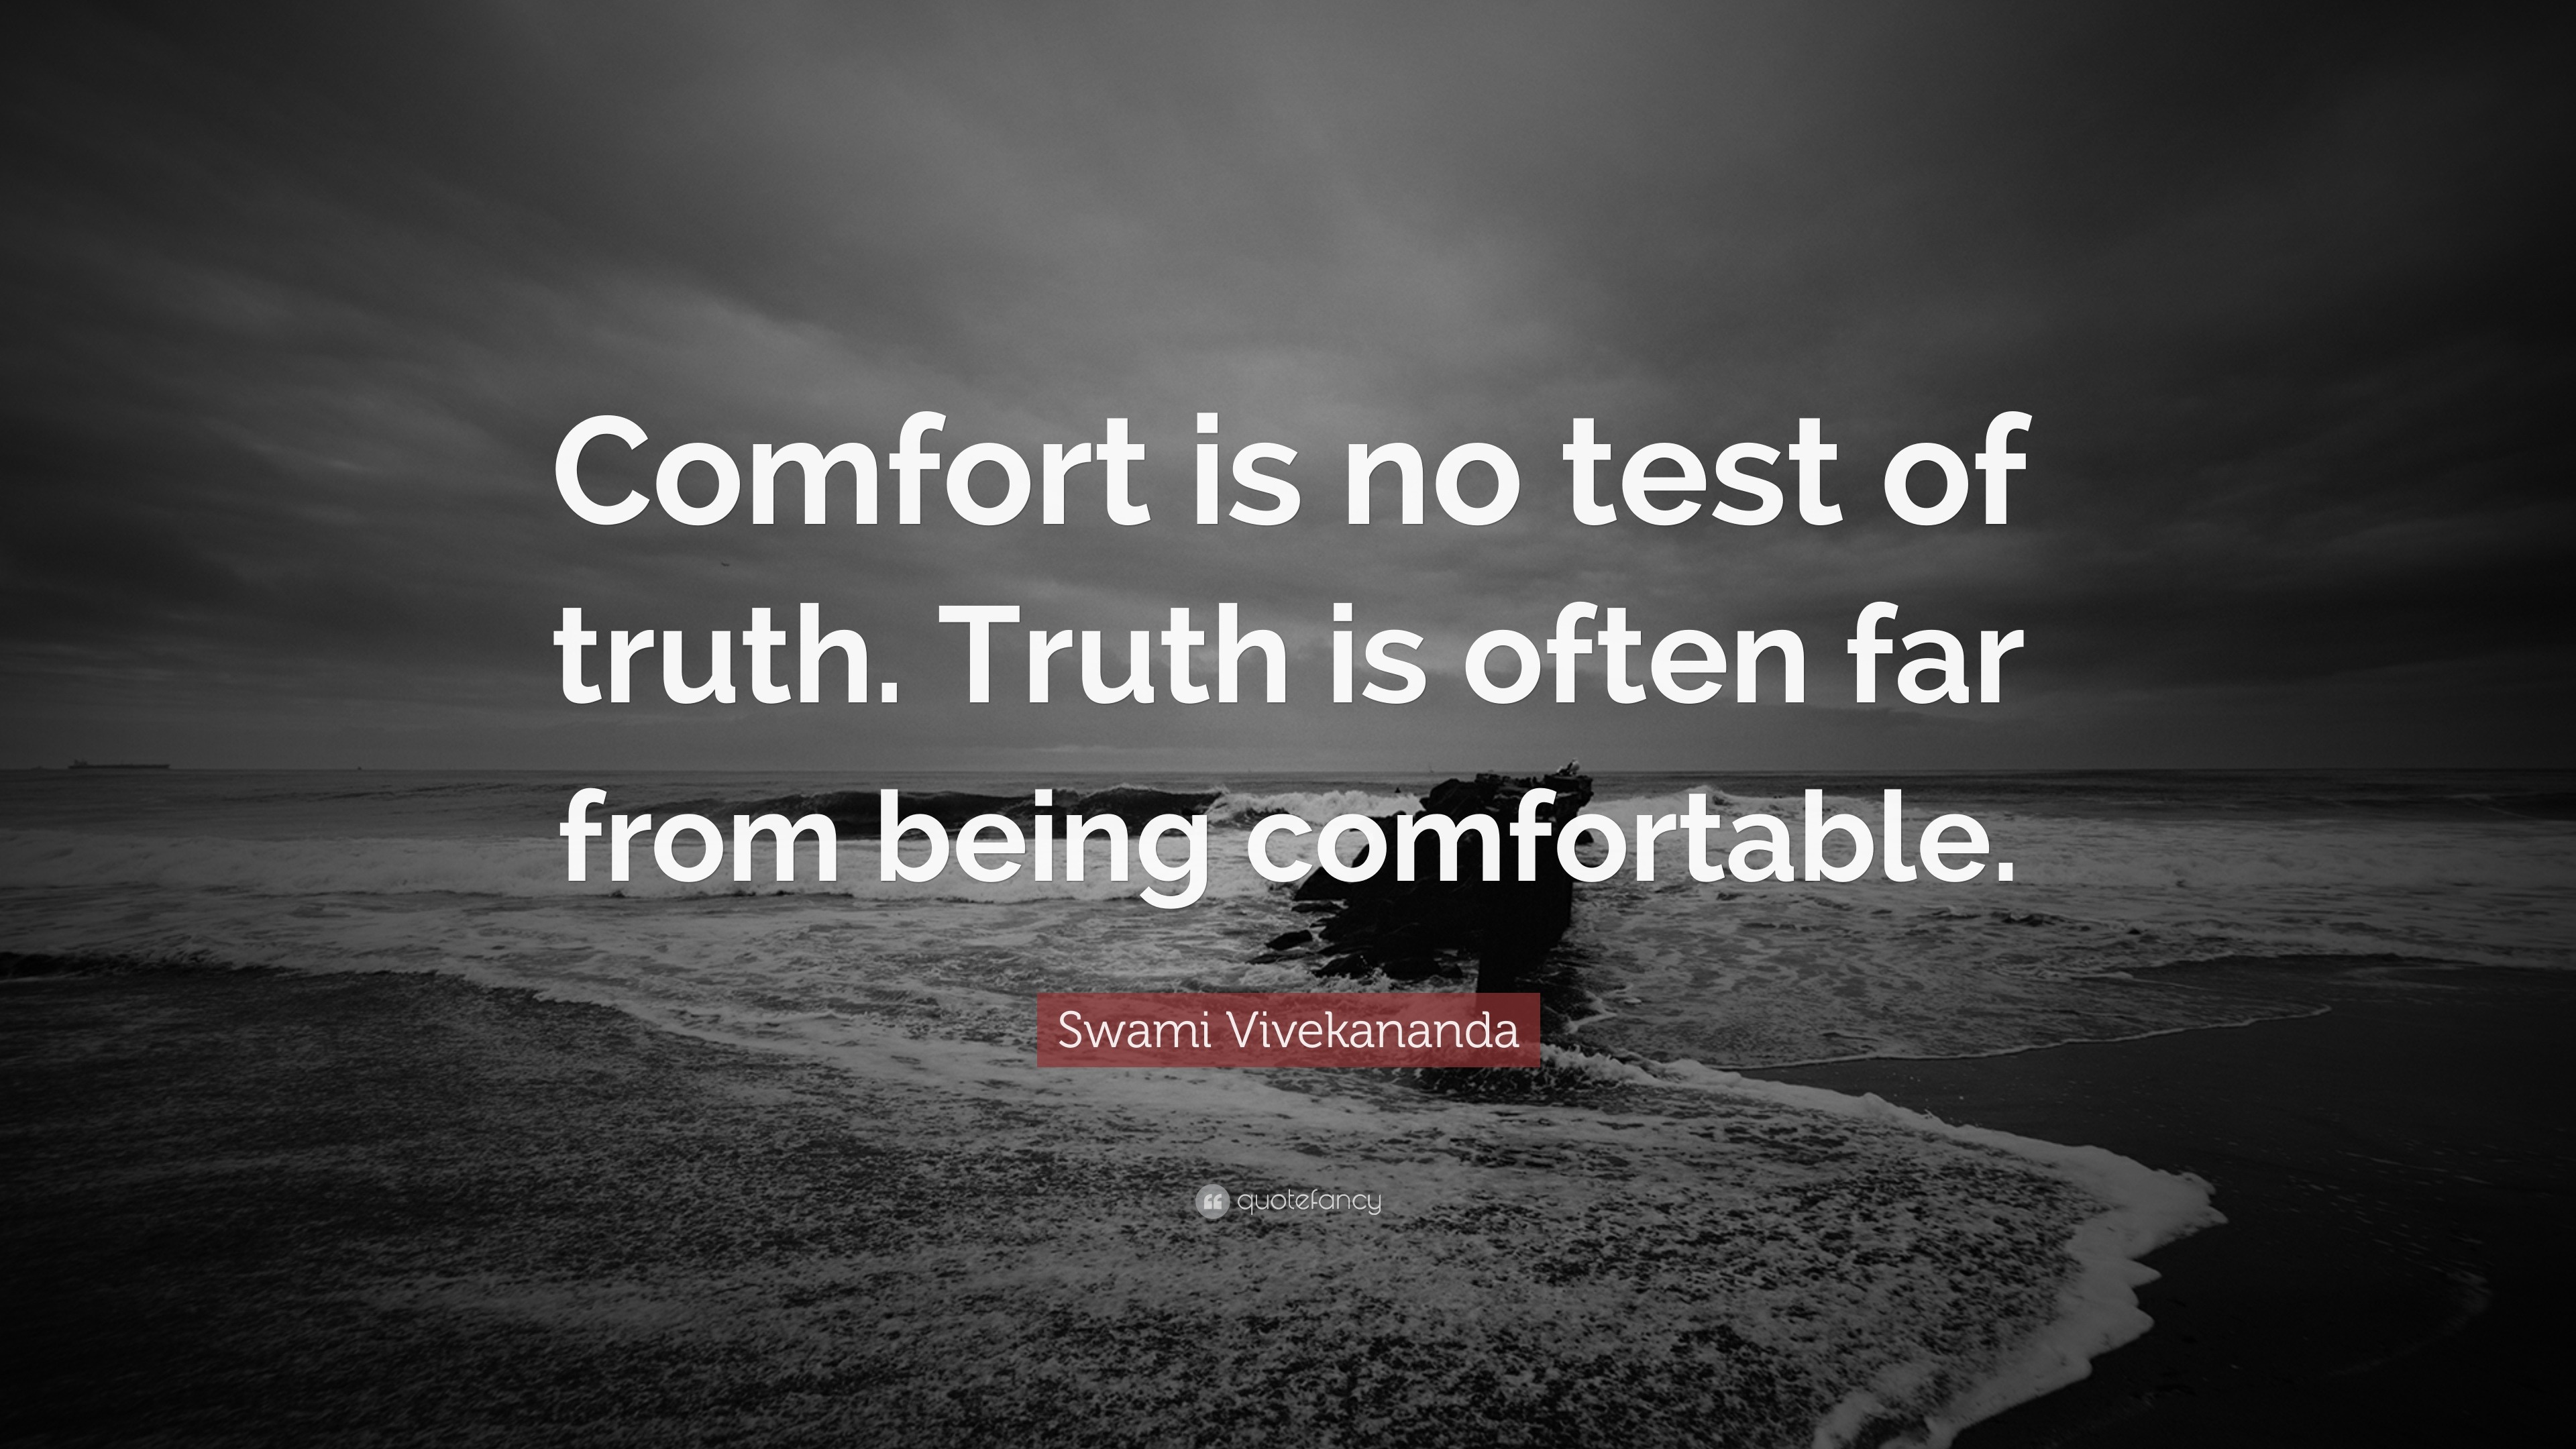 Comfort is no test of
truth. Truth is often far
from being comfortable.
Swami Vivekananda
quotefancy